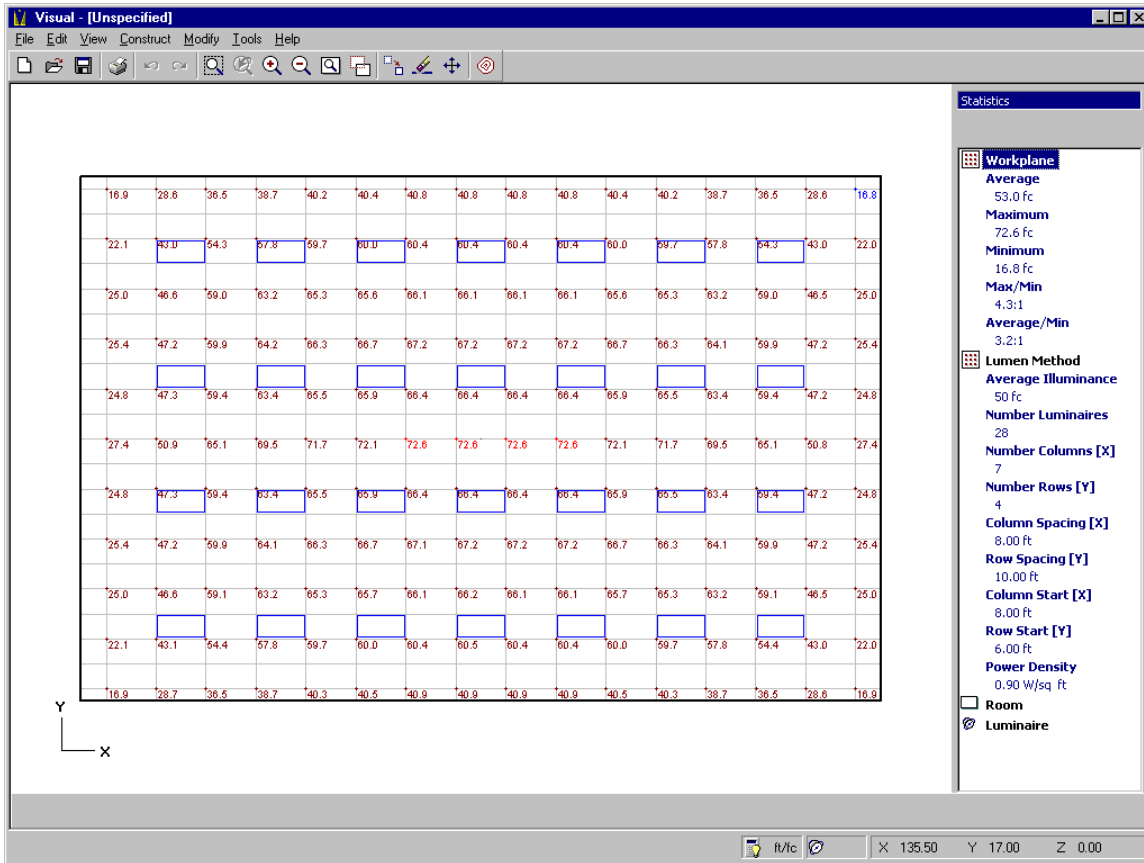 Visual - [Unspecified]
File Edit View Construct Modify Tools Help
Statistics
16.9 28.6 36.5 38.7 40.2 40.4 40.8 40.8 40.8 40.8 40.4 40.2 38.7 36.5 28.6 16.8
22.1 43.0 54.3 57.8 59.7 60.0 60.4 60.4 60.4 60.4 60.0 59.7 57.8 54.3 43.0 22.0
25.0 46.6 59.0 63.2 65.3 65.6 66.1 66.1 66.1 66.1 65.6 65.3 63.2 59.0 46.5 25.0
25.4 47.2 59.9 64.2 66.3 66.7 67.2 67.2 67.2 67.2 66.7 66.3 64.1 59.9 47.2 25.4
24.8 47.3 59.4 63.4 65.5 65.9 66.4 66.4 66.4 66.4 65.9 65.5 63.4 59.4 47.2 24.8
27.4 50.9 65.1 69.5 71.7 72.1 72.6 72.6 72.6 72.6 72.1 71.7 69.5 65.1 50.8 27.4
24.8 47.3 59.4 63.4 65.5 65.9 66.4 66.4 66.4 66.4 65.9 65.5 63.4 59.4 47.2 24.8
25.4 47.2 59.9 64.1 66.3 66.7 67.1 67.2 67.2 67.2 66.7 66.3 64.1 59.9 47.2 25.4
25.0 46.6 59.1 63.2 65.3 65.7 66.1 66.2 66.1 66.1 65.7 65.3 63.2 59.1 46.5 25.0
22.1 43.1 54.4 57.8 59.7 60.0 60.4 60.5 60.4 60.4 60.0 59.7 57.8 54.4 43.0 22.0
16.9 28.7 36.5 38.7 40.3 40.5 40.9 40.9 40.9 40.9 40.5 40.3 38.7 36.5 28.6 16.9
Y
X
Workplane
Average
53.0 fc
Maximum
72.6 fc
Minimum
16.8 fc
Max/Min
4.3:1
Average/Min
3.2:1
Lumen Method
Average Illuminance
50 fc
Number Luminaires
28
Number Columns [X]
7
Number Rows [Y]
4
Column Spacing [X]
8.00 ft
Row Spacing [Y]
10.00 ft
Column Start [X]
8.00 ft
Row Start [Y]
6.00 ft
Power Density
0.90 W/sq ft
Room
Luminaire
ft/fc X 135.50 Y 17.00 Z 0.00